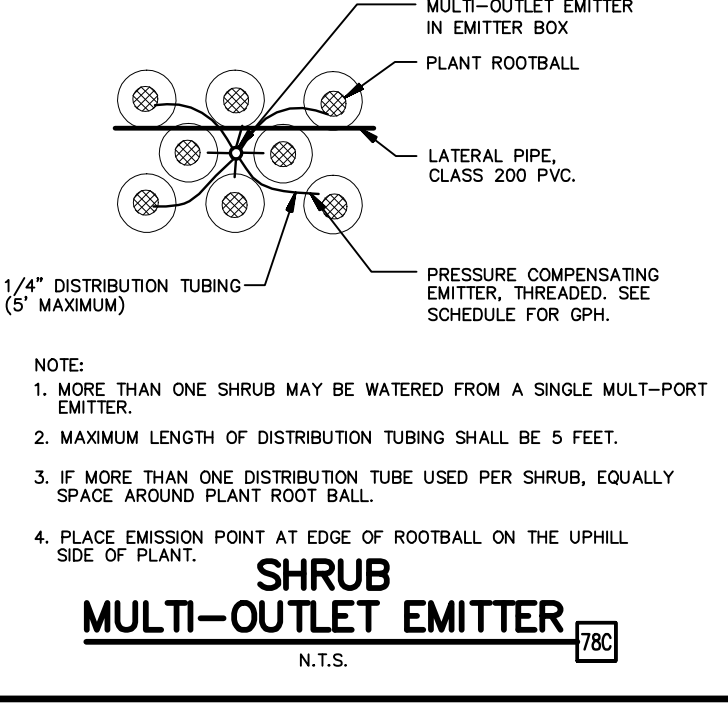 MULTI-OUTLET EMITTER
IN EMITTER BOX
PLANT ROOTBALL
LATERAL PIPE,
CLASS 200 PVC.
1/4" DISTRIBUTION TUBING
(5' MAXIMUM)
PRESSURE COMPENSATING
EMITTER, THREADED. SEE
SCHEDULE FOR GPH.
NOTE:
1. MORE THAN ONE SHRUB MAY BE WATERED FROM A SINGLE MULT-PORT
EMITTER.
2. MAXIMUM LENGTH OF DISTRIBUTION TUBING SHALL BE 5 FEET.
3. IF MORE THAN ONE DISTRIBUTION TUBE USED PER SHRUB, EQUALLY
SPACE AROUND PLANT ROOT BALL.
4. PLACE EMISSION POINT AT EDGE OF ROOTBALL ON THE UPHILL
SIDE OF PLANT.
SHRUB
MULTI-OUTLET EMITTER
78C
N.T.S.